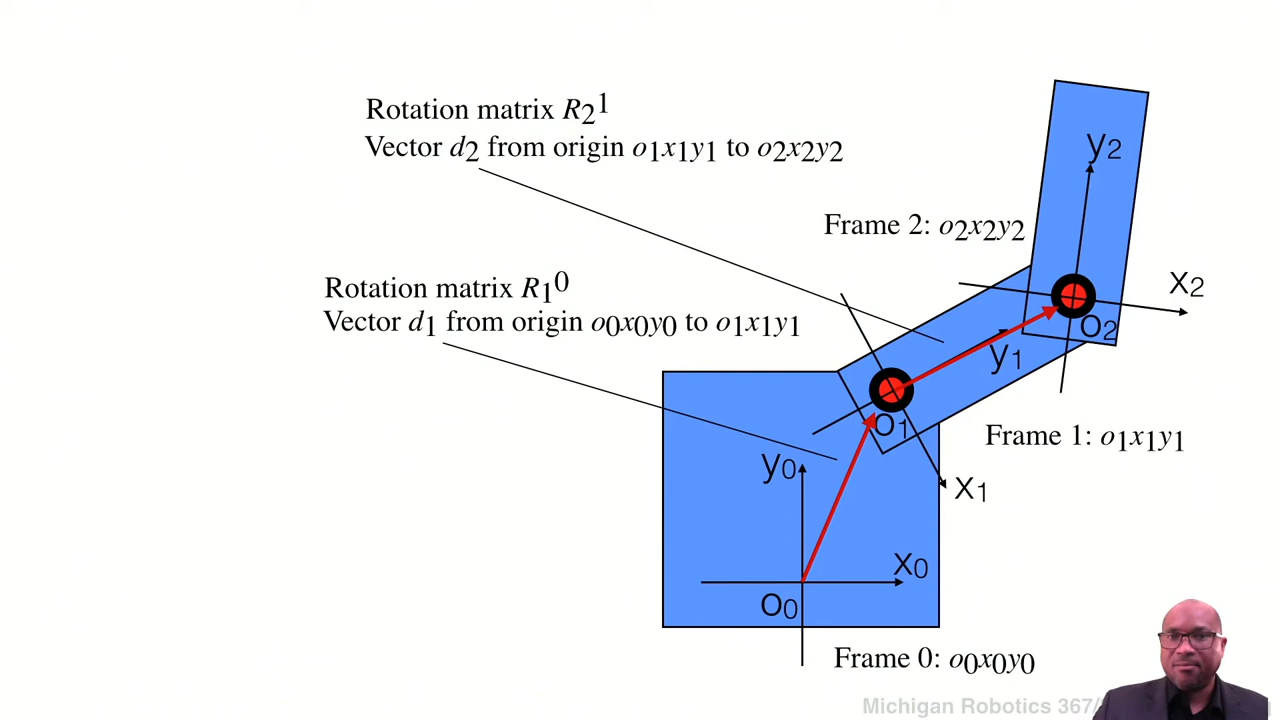 Rotation matrix R2 1
Vector d2 from origin o1x1y1 to o2x2y2
y2
Frame 2: o2x2y2
x2
Rotation matrix R1 0
Vector d1 from origin o0x0y0 to o1x1y1
o2
y1
o1
Frame 1: o1x1y1
y0
x1
x0
o0
Frame 0: o0x0y0
Michigan Robotics 367/